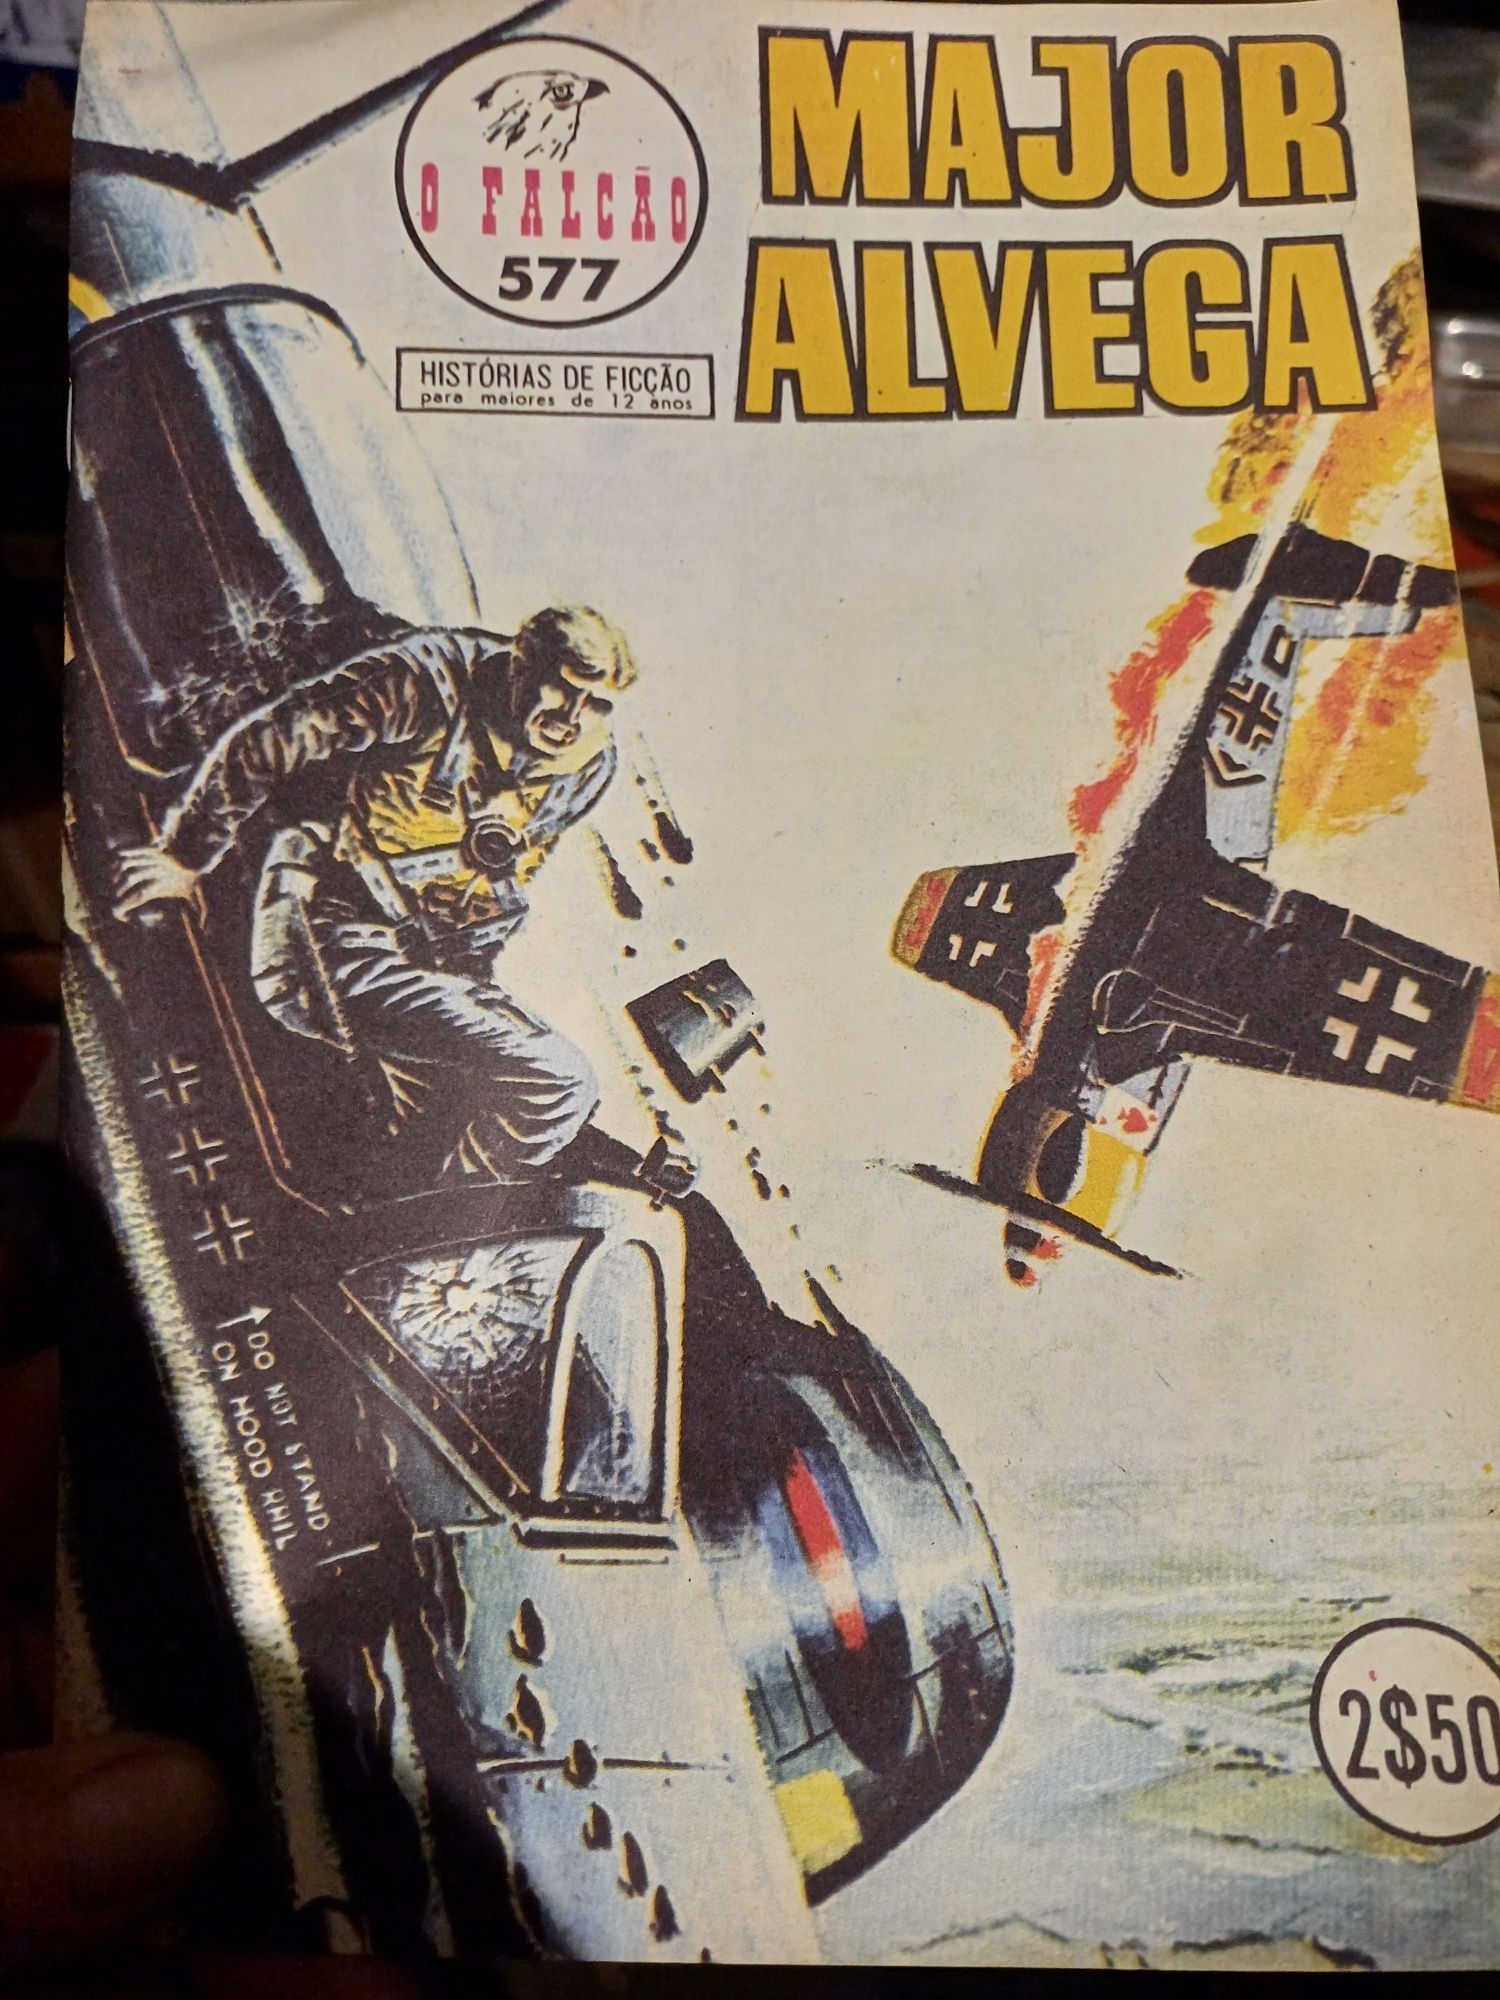 MAJOR
ALVEGA
O FALCÃO
577
HISTÓRIAS DE FICÇÃO
para maiores de 12 anos
DO NOT STAND
ON HOOD
2$50